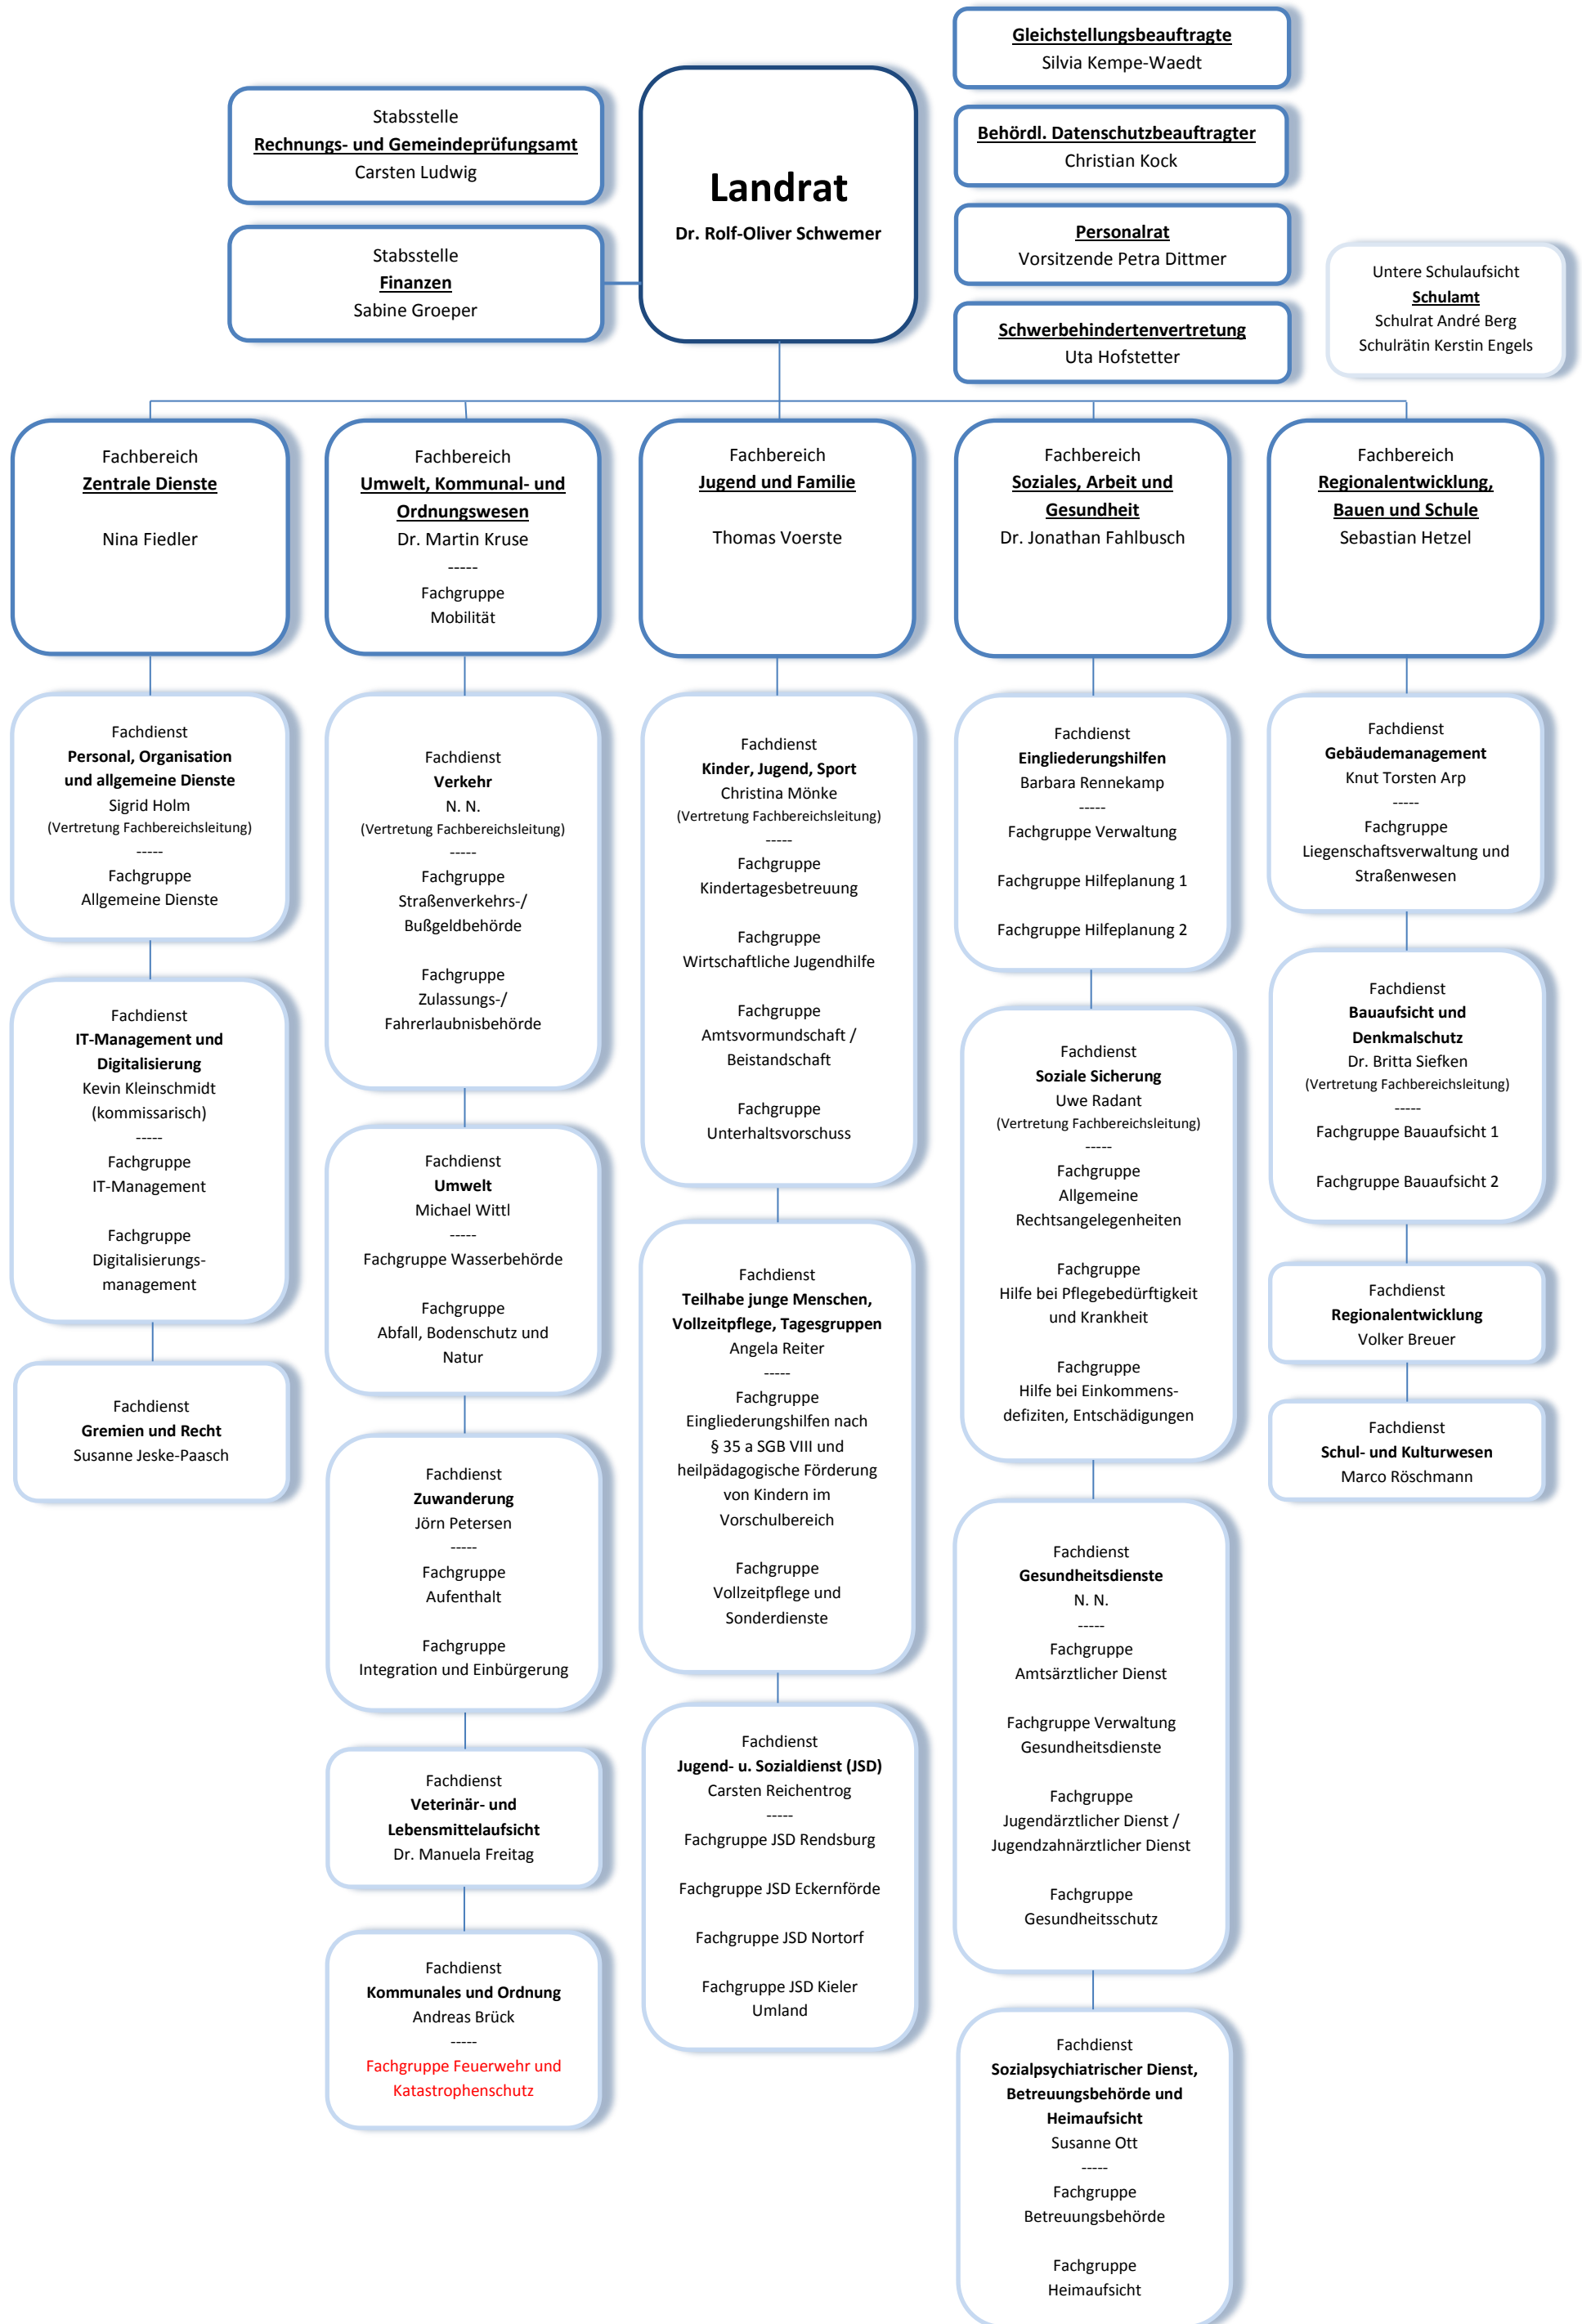 Gleichstellungsbeauftragte
Silvia Kempe-Waedt
Stabsstelle
Rechnungs- und Gemeindeprüfungsamt
Carsten Ludwig
Behördl. Datenschutzbeauftragter
Christian Kock
Landrat
Dr. Rolf-Oliver Schwemer
Personalrat
Vorsitzende Petra Dittmer
Stabsstelle
Finanzen
Sabine Groeper
Untere Schulaufsicht
Schulamt
Schulrat André Berg
Schulrätin Kerstin Engels
Schwerbehindertenvertretung
Uta Hofstetter
Fachbereich
Zentrale Dienste
Nina Fiedler
Fachbereich
Umwelt, Kommunal- und
Ordnungswesen
Dr. Martin Kruse
-----
Fachgruppe
Mobilität
Fachbereich
Jugend und Familie
Thomas Voerste
Fachbereich
Soziales, Arbeit und
Gesundheit
Dr. Jonathan Fahlbusch
Fachbereich
Regionalentwicklung,
Bauen und Schule
Sebastian Hetzel
Fachdienst
Personal, Organisation
und allgemeine Dienste
Sigrid Holm
(Vertretung Fachbereichsleitung)
-----
Fachgruppe
Allgemeine Dienste
Fachdienst
IT-Management und
Digitalisierung
Kevin Kleinschmidt
(kommissarisch)
-----
Fachgruppe
IT-Management
Fachgruppe
Digitalisierungs-
management
Fachdienst
Gremien und Recht
Susanne Jeske-Paasch
Fachdienst
Verkehr
N. N.
(Vertretung Fachbereichsleitung)
-----
Fachgruppe
Straßenverkehrs-/
Bußgeldbehörde
Fachgruppe
Zulassungs-/
Fahrerlaubnisbehörde
Fachdienst
Umwelt
Michael Wittl
-----
Fachgruppe Wasserbehörde
Fachgruppe
Abfall, Bodenschutz und
Natur
Fachdienst
Zuwanderung
Jörn Petersen
-----
Fachgruppe
Aufenthalt
Fachgruppe
Integration und Einbürgerung
Fachdienst
Veterinär- und
Lebensmittelaufsicht
Dr. Manuela Freitag
Fachdienst
Kommunales und Ordnung
Andreas Brück
-----
Fachgruppe Feuerwehr und
Katastrophenschutz
Fachdienst
Kinder, Jugend, Sport
Christina Mönke
(Vertretung Fachbereichsleitung)
-----
Fachgruppe
Kindertagesbetreuung
Fachgruppe
Wirtschaftliche Jugendhilfe
Fachgruppe
Amtsvormundschaft /
Beistandschaft
Fachgruppe
Unterhaltsvorschuss
Fachdienst
Teilhabe junge Menschen,
Vollzeitpflege, Tagesgruppen
Angela Reiter
-----
Fachgruppe
Eingliederungshilfen nach
§ 35 a SGB VIII und
heilpädagogische Förderung
von Kindern im
Vorschulbereich
Fachgruppe
Vollzeitpflege und
Sonderdienste
Fachdienst
Jugend- u. Sozialdienst (JSD)
Carsten Reichentrog
-----
Fachgruppe JSD Rendsburg
Fachgruppe JSD Eckernförde
Fachgruppe JSD Nortorf
Fachgruppe JSD Kieler
Umland
Fachdienst
Eingliederungshilfen
Barbara Rennekamp
-----
Fachgruppe Verwaltung
Fachgruppe Hilfeplanung 1
Fachgruppe Hilfeplanung 2
Fachdienst
Soziale Sicherung
Uwe Radant
(Vertretung Fachbereichsleitung)
-----
Fachgruppe
Allgemeine
Rechtsangelegenheiten
Fachgruppe
Hilfe bei Pflegebedürftigkeit
und Krankheit
Fachgruppe
Hilfe bei Einkommens-
defiziten, Entschädigungen
Fachdienst
Gesundheitsdienste
N. N.
-----
Fachgruppe
Amtsärztlicher Dienst
Fachgruppe Verwaltung
Gesundheitsdienste
Fachgruppe
Jugendärztlicher Dienst /
Jugendzahnärztlicher Dienst
Fachgruppe
Gesundheitsschutz
Fachdienst
Sozialpsychiatrischer Dienst,
Betreuungsbehörde und
Heimaufsicht
Susanne Ott
-----
Fachgruppe
Betreuungsbehörde
Fachgruppe
Heimaufsicht
Fachdienst
Gebäudemanagement
Knut Torsten Arp
-----
Fachgruppe
Liegenschaftsverwaltung und
Straßenwesen
Fachdienst
Bauaufsicht und
Denkmalschutz
Dr. Britta Siefken
(Vertretung Fachbereichsleitung)
-----
Fachgruppe Bauaufsicht 1
Fachgruppe Bauaufsicht 2
Fachdienst
Regionalentwicklung
Volker Breuer
Fachdienst
Schul- und Kulturwesen
Marco Röschmann